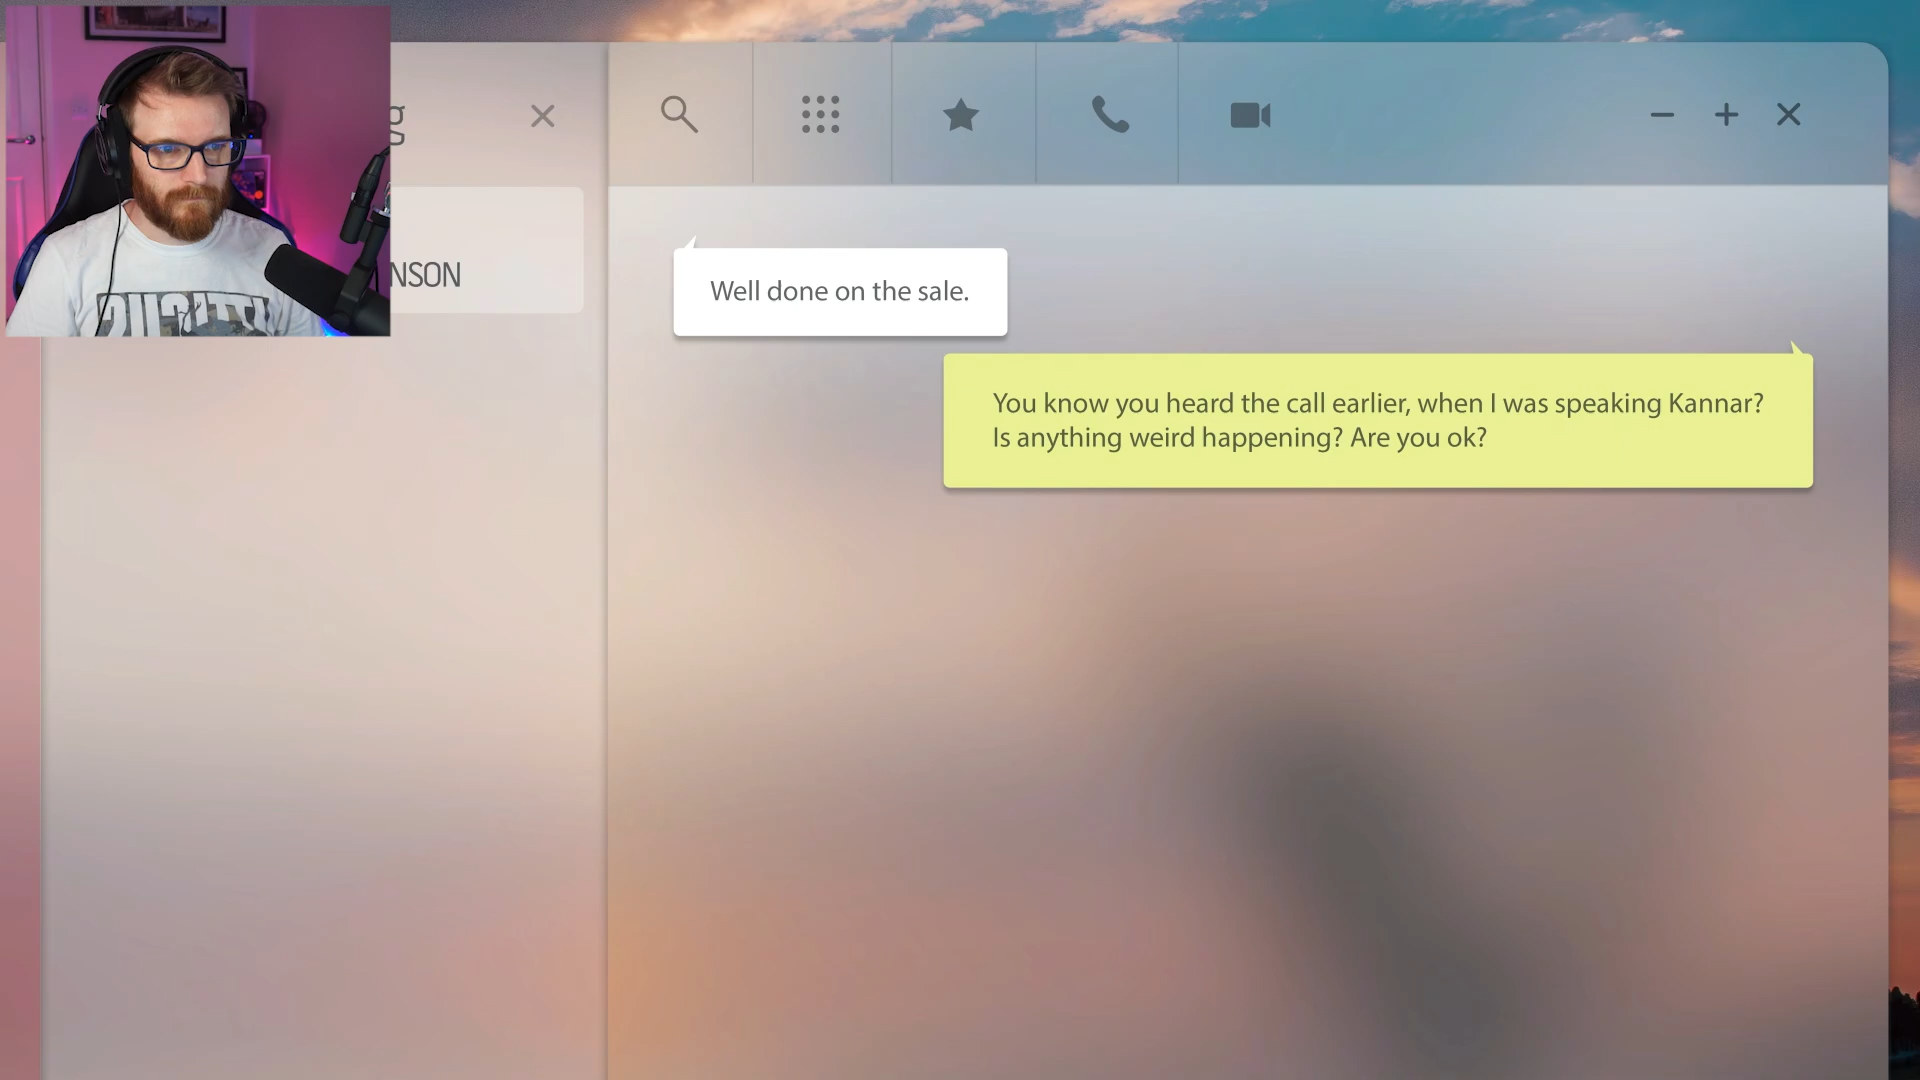 g
NSON
Well done on the sale.
You know you heard the call earlier, when I was speaking Kannar?
Is anything weird happening? Are you ok?